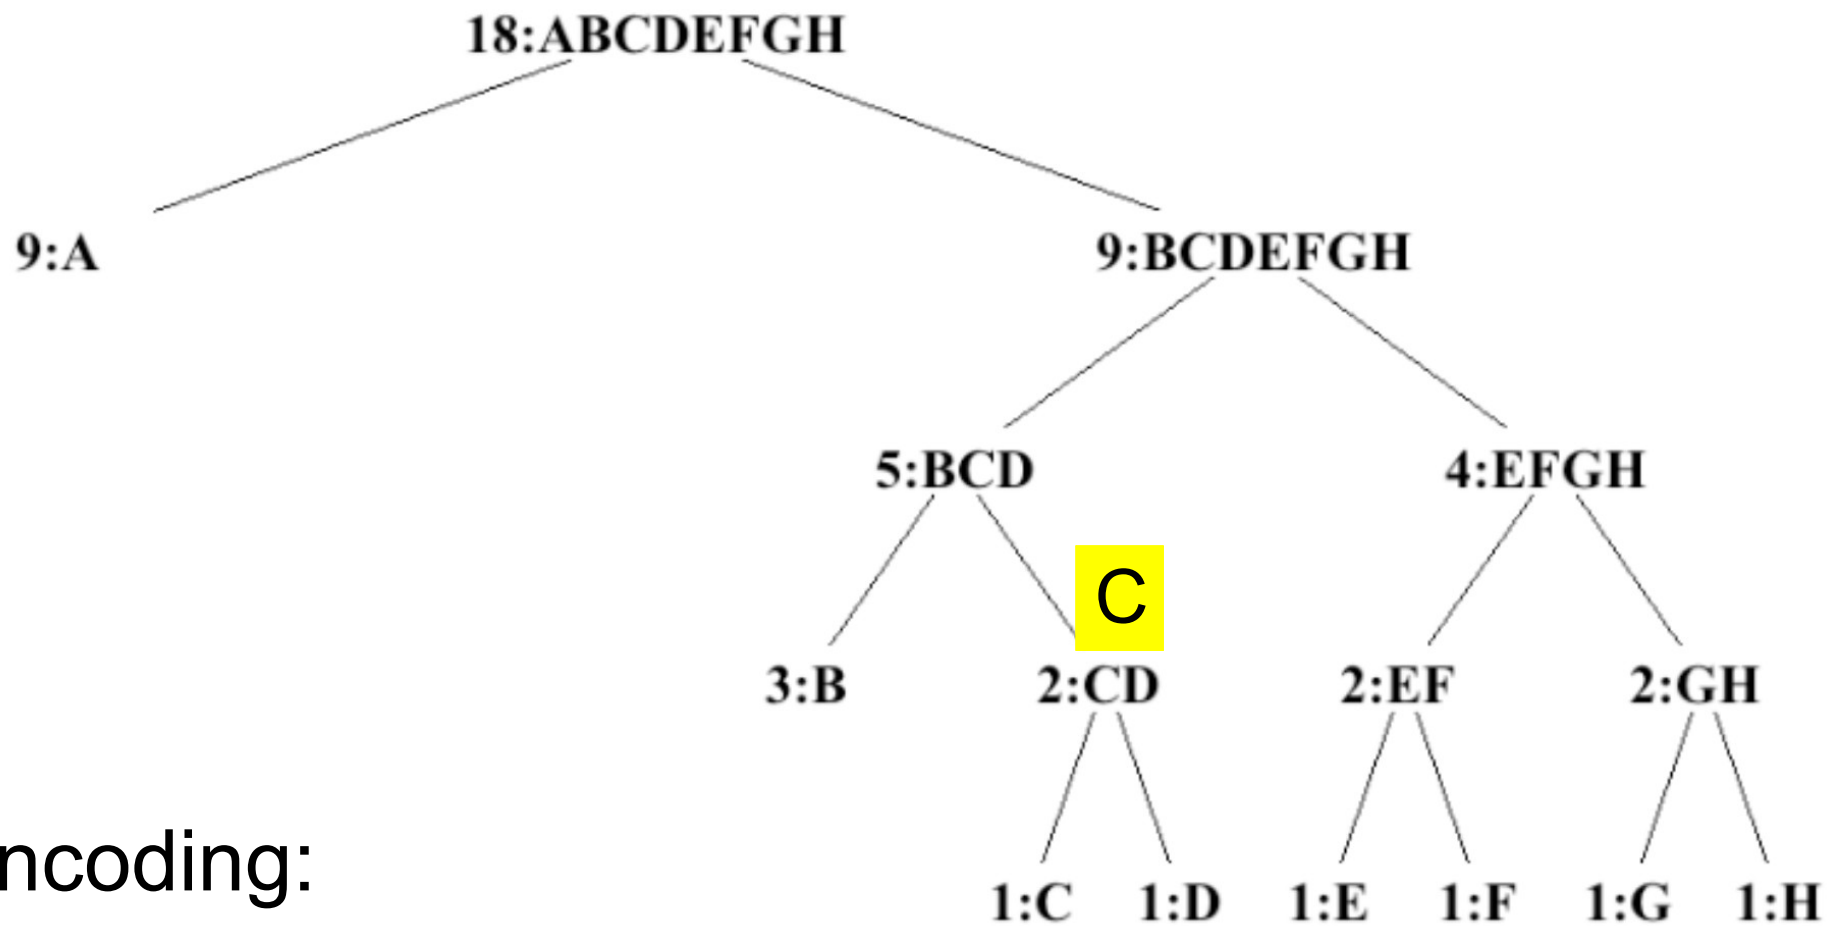 18:ABCDEFGH
9:A 9:BCDEFGH
5:BCD 4:EFGH
C
3:B 2:CD 2:EF 2:GH
ncoding:
1:C 1:D 1:E 1:F 1:G 1:H